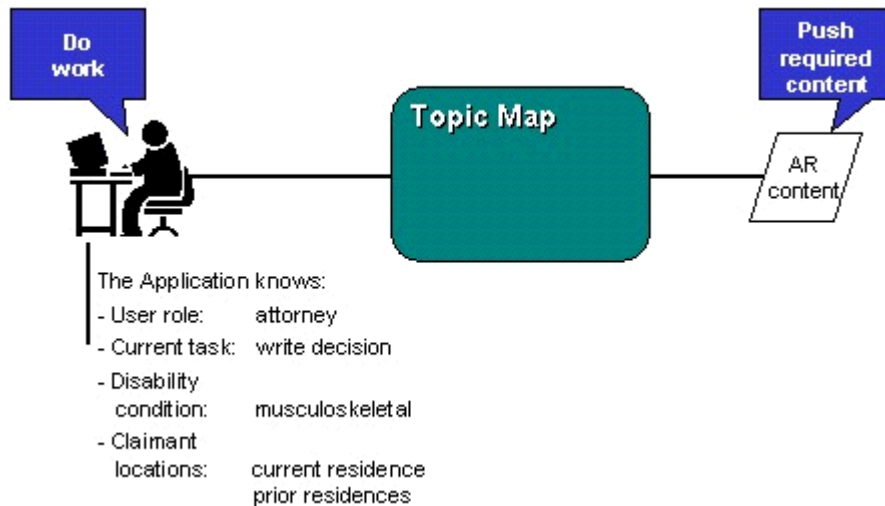 Do
work
Topic Map
Push
required
content
AR
content
The Application knows:
- User role: attorney
- Current task: write decision
- Disability
condition: musculoskeletal
- Claimant
locations: current residence
prior residences